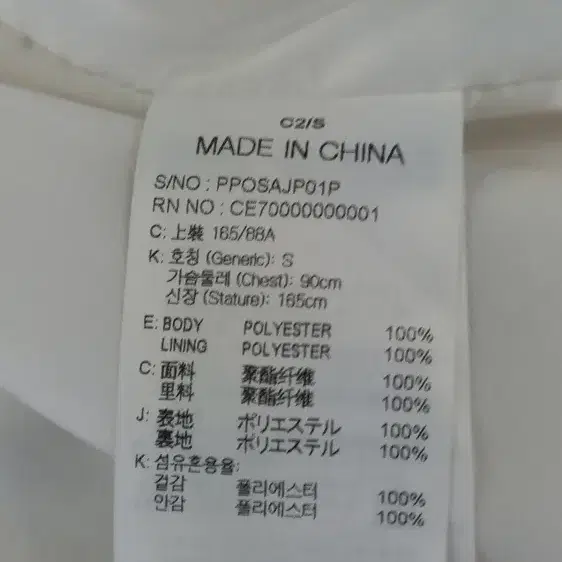 C2/S
MADE IN CHINA
S/NO : PPOSAJP01P
RN NO : CE70000000001
C: 上裝 165/88A
K: 호칭 (Generic): S
가슴둘레 (Chest): 90cm
신장 (Stature): 165cm
E: BODY POLYESTER 100%
LINING POLYESTER 100%
C: 面料 聚酯纤维 100%
里料 聚酯纤维 100%
J: 表地 ポリエステル 100%
裏地 ポリエステル 100%
K: 섬유혼용율:
겉감 폴리에스터 100%
안감 폴리에스터 100%